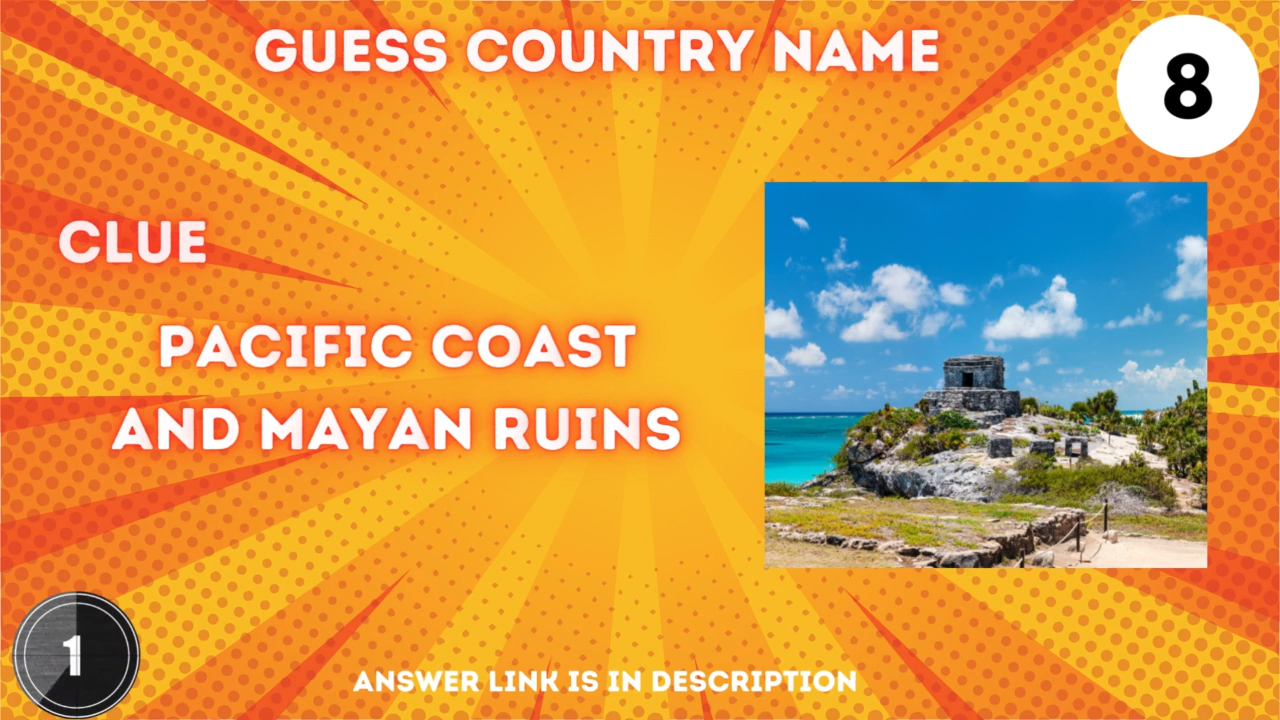 GUESS COUNTRY NAME
8
CLUE
PACIFIC COAST
AND MAYAN RUINS
1
ANSWER LINK IS IN DESCRIPTION